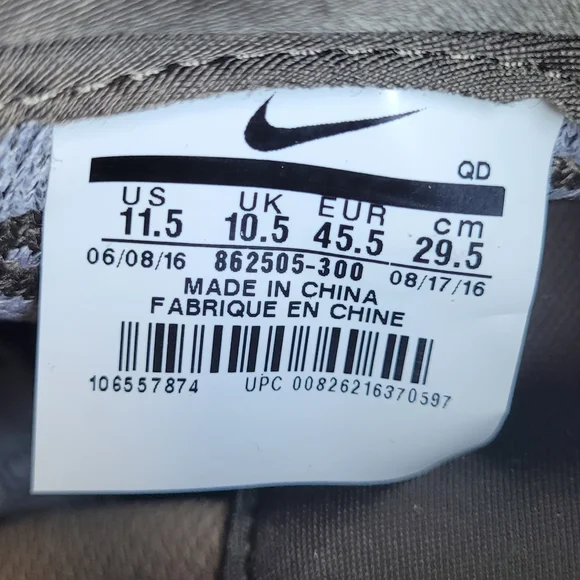 QD
US UK EUR cm
11.5 10.5 45.5 29.5
06/08/16 862505-300 08/17/16
MADE IN CHINA
FABRIQUE EN CHINE
106557874 UPC 00826216370597